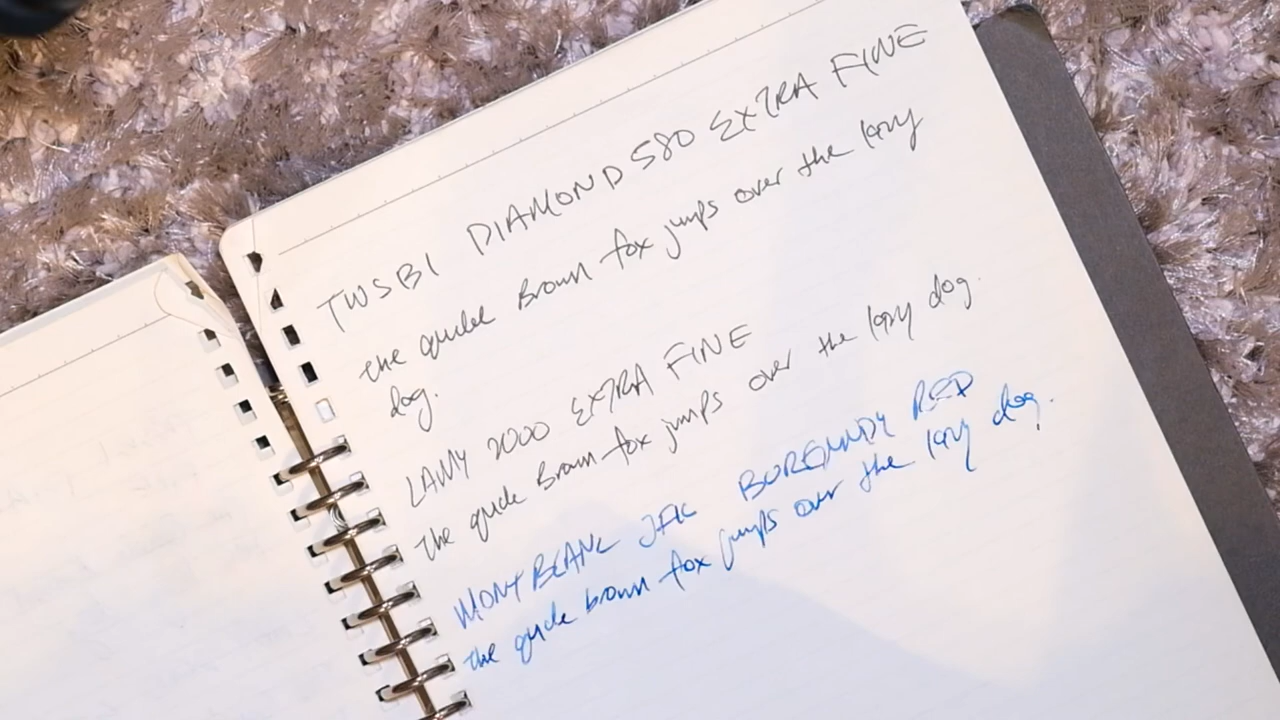 TWSBI DIAMOND 580 EXTRA FINE
the quick Brown fox jumps over the lazy
dog.
LAMY 2000 EXTRA FINE
the quick Brown fox jumps over the lazy dog.
MONTBLANC JFK BURGUNDY RED
the quick brown fox jumps over the lazy dog.